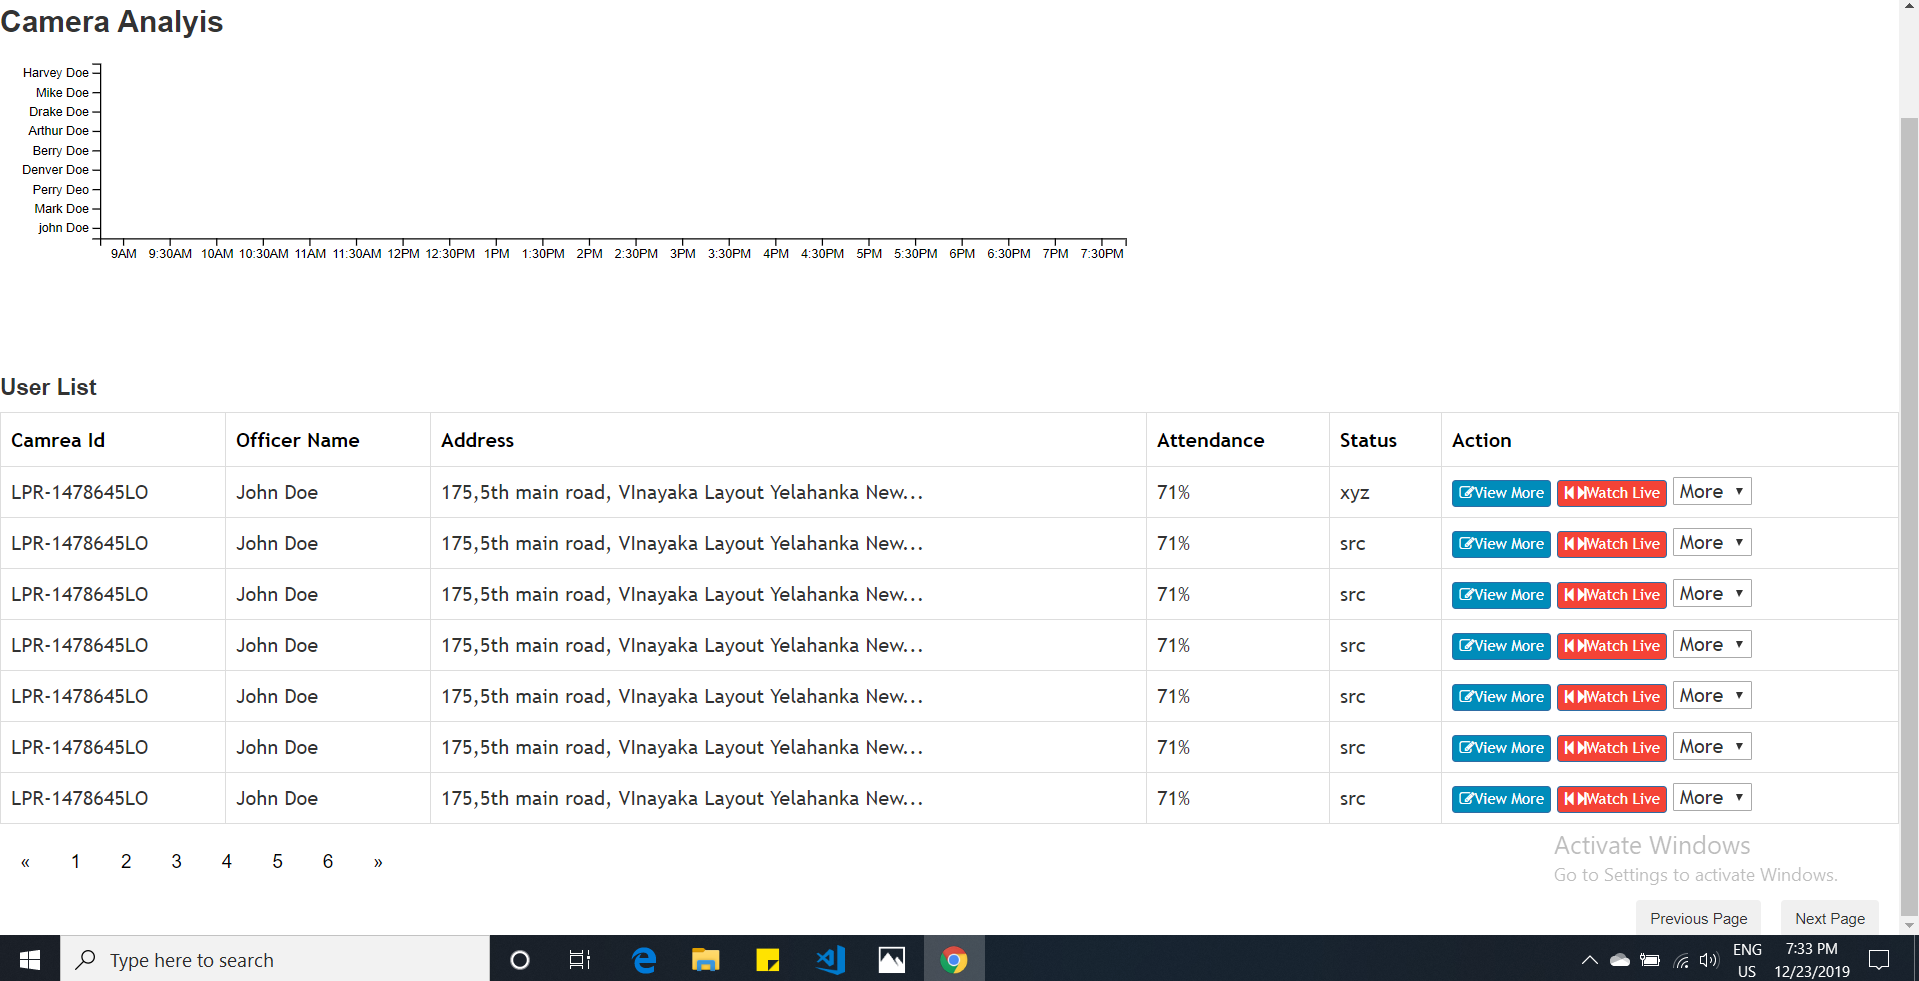 Camera Analyis
Harvey Doe
Mike Doe
Drake Doe
Arthur Doe
Berry Doe
Denver Doe
Perry Deo
Mark Doe
john Doe
9AM 9:30AM 10AM 10:30AM 11AM 11:30AM 12PM 12:30PM 1PM 1:30PM 2PM 2:30PM 3PM 3:30PM 4PM 4:30PM 5PM 5:30PM 6PM 6:30PM 7PM 7:30PM
User List
Camrea Id Officer Name Address Attendance Status Action
LPR-1478645LO John Doe 175,5th main road, VInayaka Layout Yelahanka New... 71% xyz View More Watch Live More
LPR-1478645LO John Doe 175,5th main road, VInayaka Layout Yelahanka New... 71% src View More Watch Live More
LPR-1478645LO John Doe 175,5th main road, VInayaka Layout Yelahanka New... 71% src View More Watch Live More
LPR-1478645LO John Doe 175,5th main road, VInayaka Layout Yelahanka New... 71% src View More Watch Live More
LPR-1478645LO John Doe 175,5th main road, VInayaka Layout Yelahanka New... 71% src View More Watch Live More
LPR-1478645LO John Doe 175,5th main road, VInayaka Layout Yelahanka New... 71% src View More Watch Live More
LPR-1478645LO John Doe 175,5th main road, VInayaka Layout Yelahanka New... 71% src View More Watch Live More
« 1 2 3 4 5 6 »
Activate Windows
Go to Settings to activate Windows.
Previous Page Next Page
Type here to search
ENG
US
7:33 PM
12/23/2019